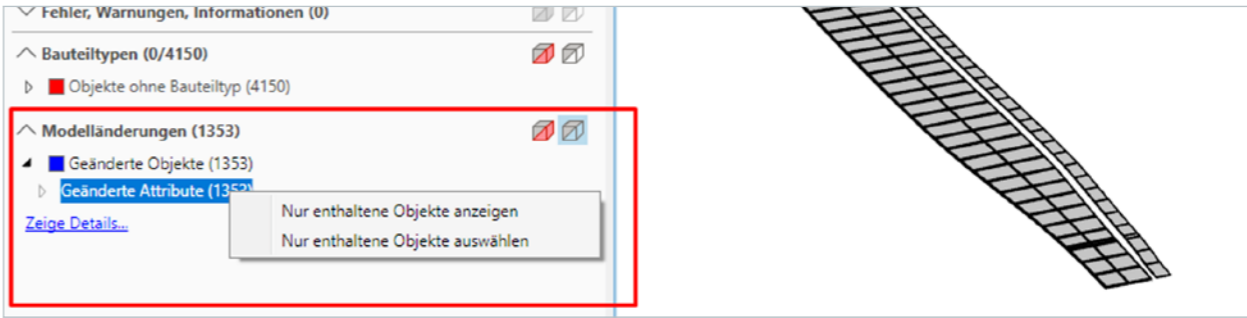 Fehler, Warnungen, Informationen (0)
Bauteiltypen (0/4150)
Objekte ohne Bauteiltyp (4150)
Modelländerungen (1353)
Geänderte Objekte (1353)
Geänderte Attribute (1353)
Nur enthaltene Objekte anzeigen
Zeige Details...
Nur enthaltene Objekte auswählen